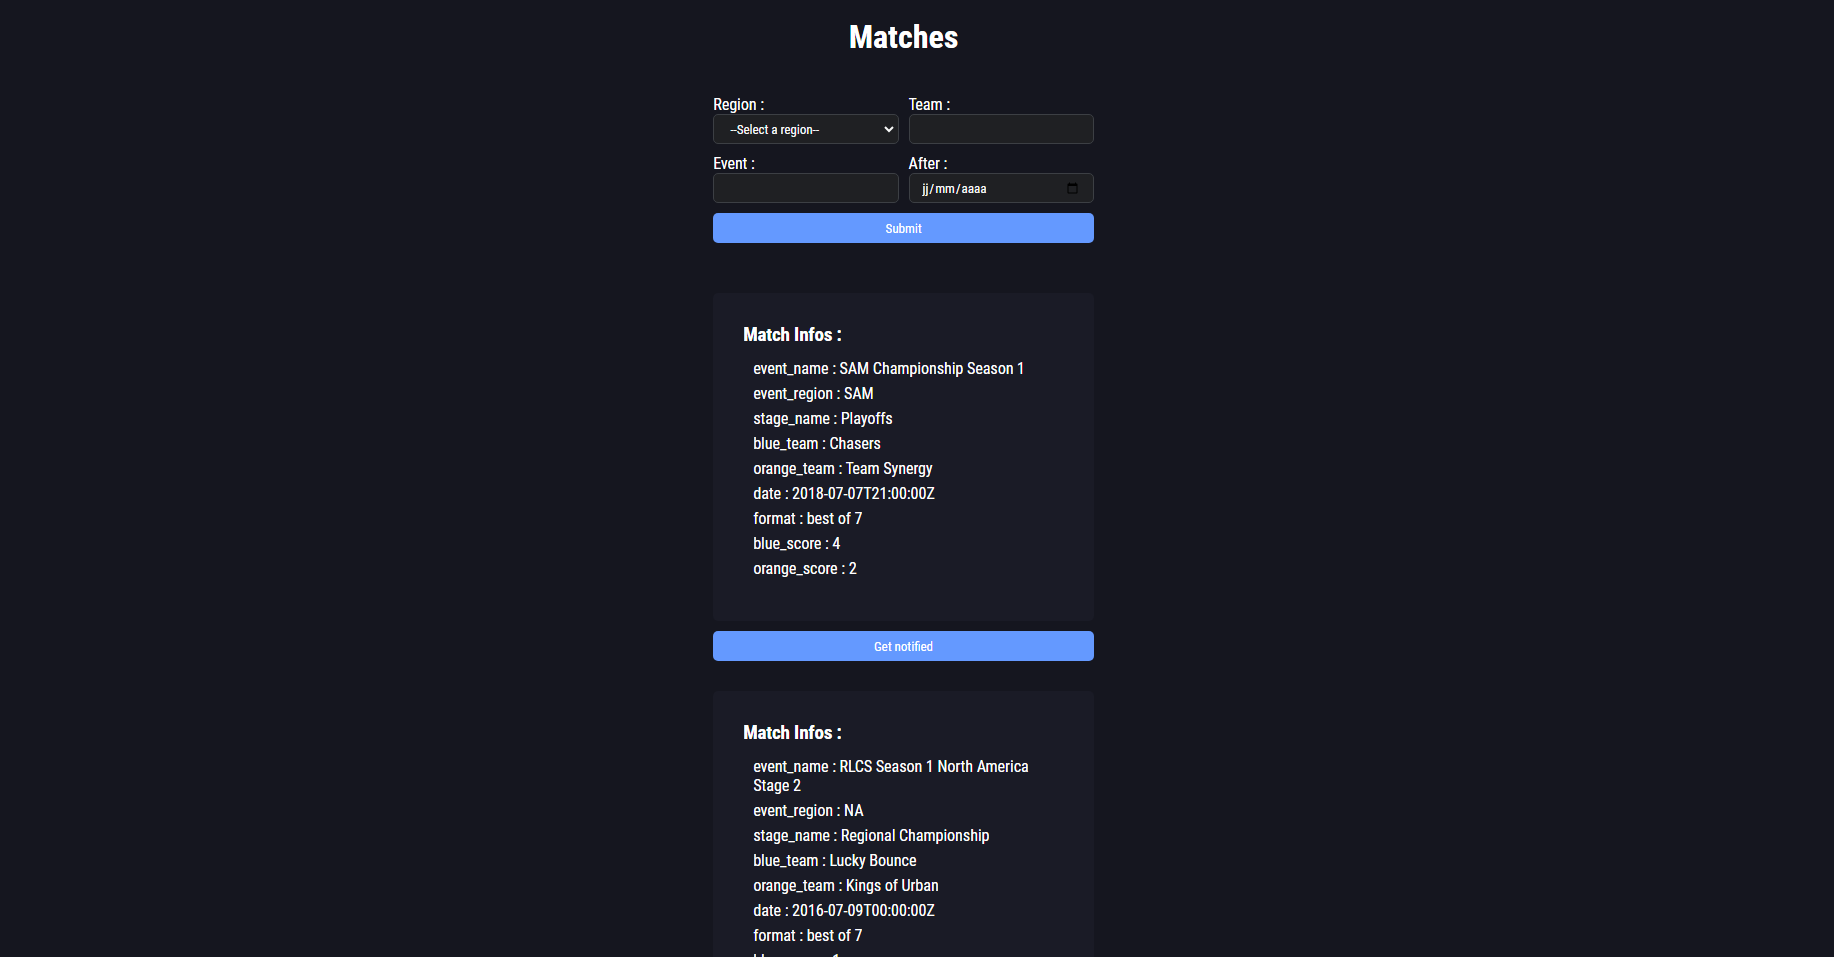 Matches
Region : Team :
--Select a region--
Event : After :
jj/mm/aaaa
Submit
Match Infos :
event_name : SAM Championship Season 1
event_region : SAM
stage_name : Playoffs
blue_team : Chasers
orange_team : Team Synergy
date : 2018-07-07T21:00:00Z
format : best of 7
blue_score : 4
orange_score : 2
Get notified
Match Infos :
event_name : RLCS Season 1 North America
Stage 2
event_region : NA
stage_name : Regional Championship
blue_team : Lucky Bounce
orange_team : Kings of Urban
date : 2016-07-09T00:00:00Z
format : best of 7